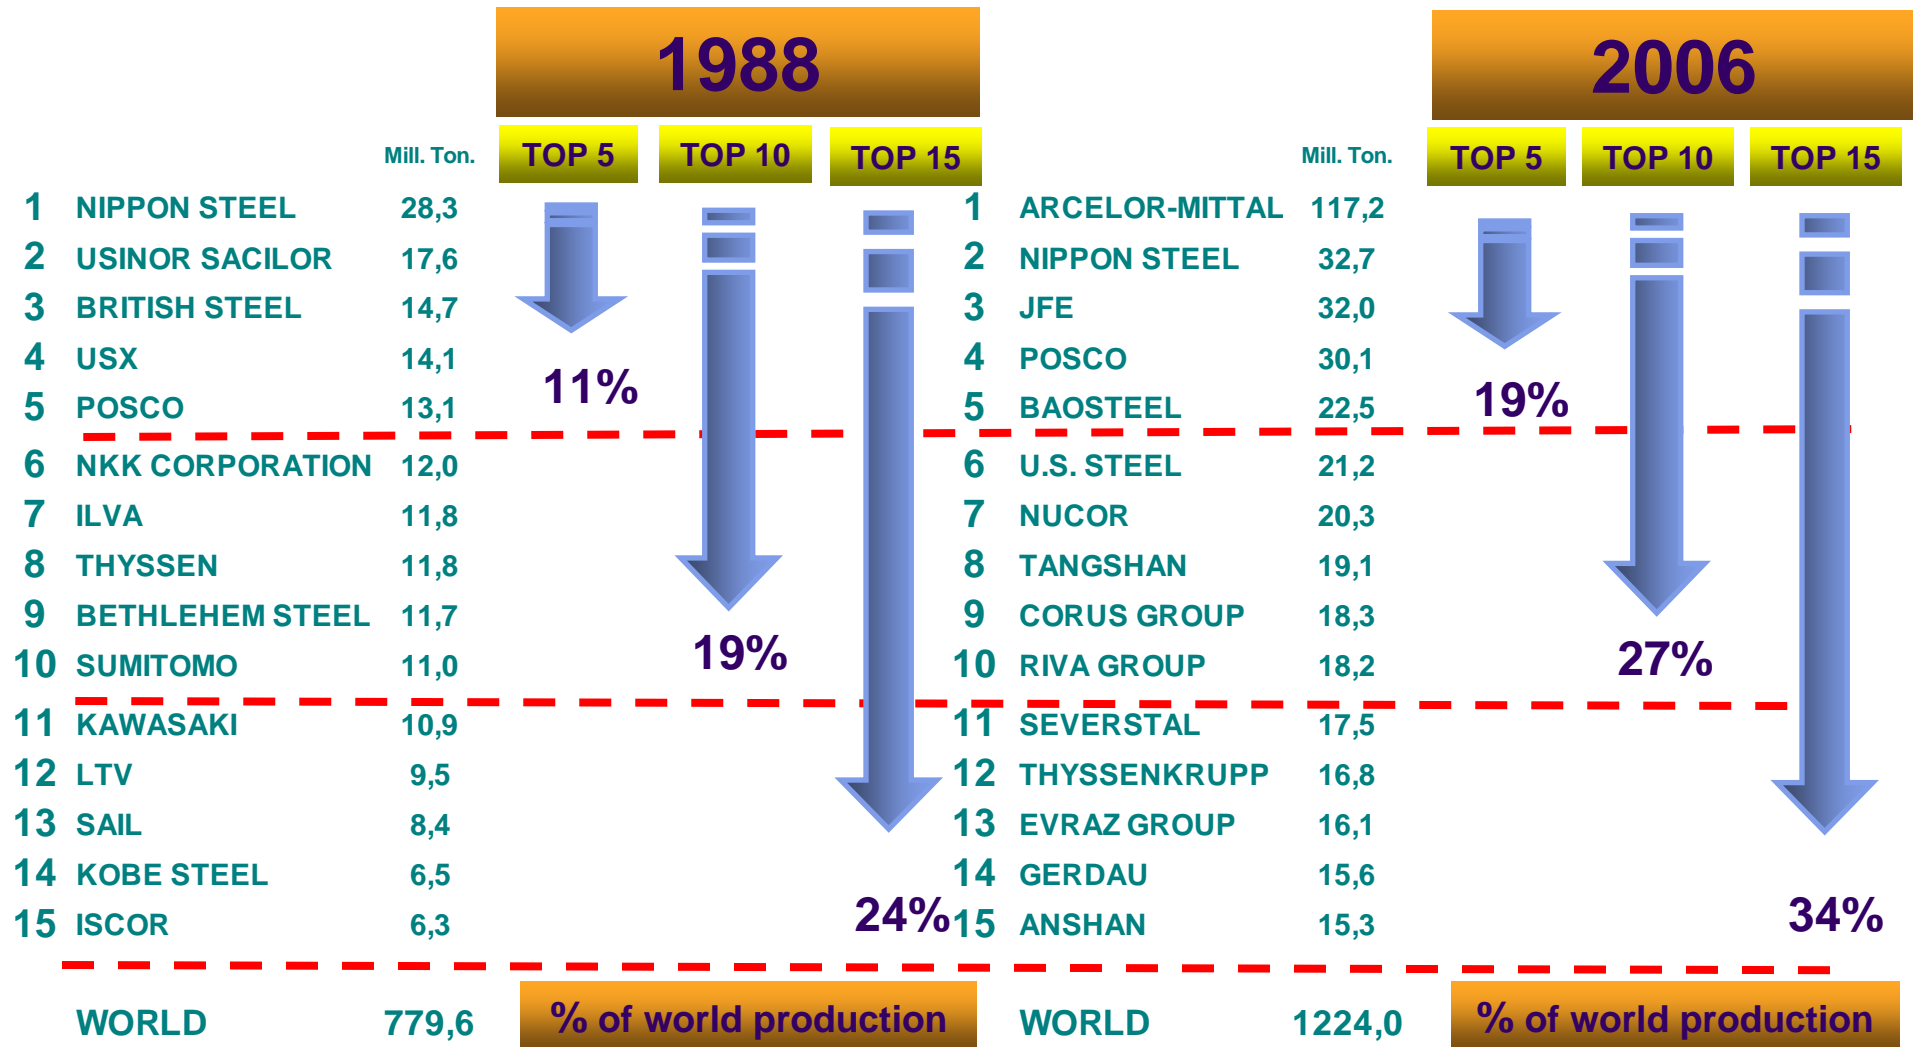 1988
2006
Mill. Ton. TOP 5 TOP 10 TOP 15
Mill. Ton. TOP 5 TOP 10 TOP 15
1 NIPPON STEEL 28,3
2 USINOR SACILOR 17,6
3 BRITISH STEEL 14,7
4 USX 14,1
5 POSCO 13,1
11%
6 NKK CORPORATION 12,0
7 ILVA 11,8
8 THYSSEN 11,8
9 BETHLEHEM STEEL 11,7
10 SUMITOMO 11,0
19%
11 KAWASAKI 10,9
12 LTV 9,5
13 SAIL 8,4
14 KOBE STEEL 6,5
15 ISCOR 6,3
24%
WORLD 779,6
% of world production
1 ARCELOR-MITTAL 117,2
2 NIPPON STEEL 32,7
3 JFE 32,0
4 POSCO 30,1
5 BAOSTEEL 22,5
19%
6 U.S. STEEL 21,2
7 NUCOR 20,3
8 TANGSHAN 19,1
9 CORUS GROUP 18,3
10 RIVA GROUP 18,2
27%
11 SEVERSTAL 17,5
12 THYSSENKRUPP 16,8
13 EVRAZ GROUP 16,1
14 GERDAU 15,6
15 ANSHAN 15,3
34%
WORLD 1224,0
% of world production